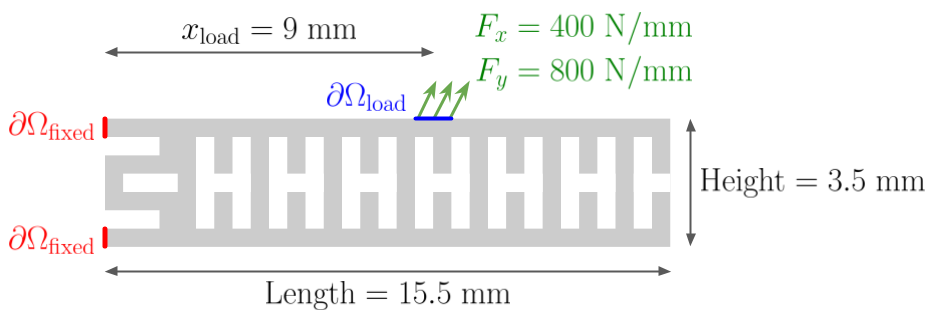 x_load = 9 mm
F_x = 400 N/mm
F_y = 800 N/mm
∂Ω_load
∂Ω_fixed
Height = 3.5 mm
∂Ω_fixed
Length = 15.5 mm